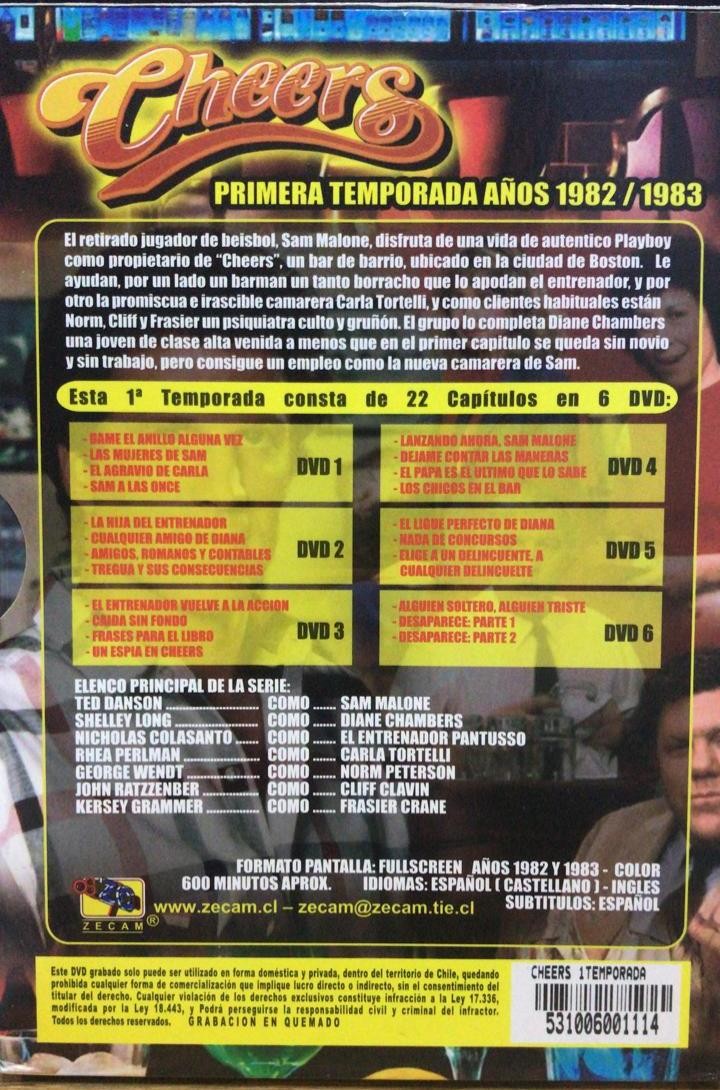 Cheers
PRIMERA TEMPORADA AÑOS 1982 / 1983
El retirado jugador de beisbol, Sam Malone, disfruta de una vida de autentico Playboy
como propietario de "Cheers", un bar de barrio, ubicado en la ciudad de Boston. Le
ayudan, por un lado un barman un tanto borracho que lo apodan el entrenador, y por
otro la promiscua e irascible camarera Carla Tortelli, y como clientes habituales están
Norm, Cliff y Frasier un psiquiatra culto y gruñón. El grupo lo completa Diane Chambers
una joven de clase alta venida a menos que en el primer capitulo se queda sin novio
y sin trabajo, pero consigue un empleo como la nueva camarera de Sam.
Esta 1ª Temporada consta de 22 Capítulos en 6 DVD:
- DAME EL ANILLO ALGUNA VEZ
- LAS MUJERES DE SAM
- EL AGRAVIO DE CARLA
- SAM A LAS ONCE
DVD 1
- LA HIJA DEL ENTRENADOR
- CUALQUIER AMIGO DE DIANA
- AMIGOS, ROMANOS Y CONTABLES
- TREGUA Y SUS CONSECUENCIAS
DVD 2
- EL ENTRENADOR VUELVE A LA ACCION
- CAIDA SIN FONDO
- FRASES PARA EL LIBRO
- UN ESPIA EN CHEERS
DVD 3
- LANZANDO AHORA, SAM MALONE
- DEJAME CONTAR LAS MANERAS
- EL PAPA ES EL ULTIMO QUE LO SABE
- LOS CHICOS EN EL BAR
DVD 4
- EL LIGUE PERFECTO DE DIANA
- NADA DE CONCURSOS
- ELIGE A UN DELINCUENTE, A
CUALQUIER DELINCUELTE
DVD 5
- ALGUIEN SOLTERO, ALGUIEN TRISTE
- DESAPARECE: PARTE 1
- DESAPARECE: PARTE 2
DVD 6
ELENCO PRINCIPAL DE LA SERIE:
TED DANSON ........................ COMO ...... SAM MALONE
SHELLEY LONG ..................... COMO ...... DIANE CHAMBERS
NICHOLAS COLASANTO ...... COMO ...... EL ENTRENADOR PANTUSSO
RHEA PERLMAN .................... COMO ...... CARLA TORTELLI
GEORGE WENDT ................... COMO ...... NORM PETERSON
JOHN RATZZENBER ............... COMO ...... CLIFF CLAVIN
KERSEY GRAMMER .............. COMO ...... FRASIER CRANE
FORMATO PANTALLA: FULLSCREEN AÑOS 1982 Y 1983 - COLOR
600 MINUTOS APROX. IDIOMAS: ESPAÑOL ( CASTELLANO ) - INGLES
SUBTITULOS: ESPAÑOL
ZECAM®
www.zecam.cl – zecam@zecam.tie.cl
Este DVD grabado solo puede ser utilizado en forma doméstica y privada, dentro del territorio de Chile, quedando
prohibida cualquier forma de comercialización que implique lucro directo o indirecto, sin el consentimiento del
titular del derecho. Cualquier violación de los derechos exclusivos constituye infracción a la Ley 17.336,
modificada por la Ley 18.443, y Podrá perseguirse la responsabilidad civil y criminal del infractor.
Todos los derechos reservados. GRABACION EN QUEMADO
CHEERS 1TEMPORADA
531006001114